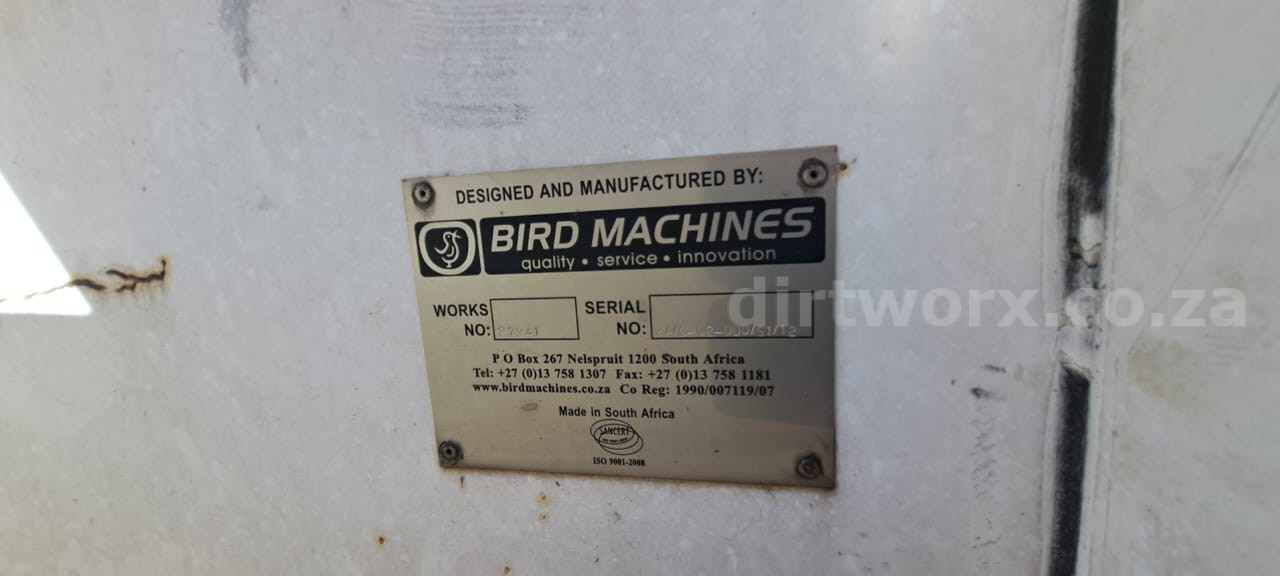 DESIGNED AND MANUFACTURED BY:
BIRD MACHINES
quality • service • innovation
WORKS NO:
SERIAL NO:
P O Box 267 Nelspruit 1200 South Africa
Tel: +27 (0)13 758 1307 Fax: +27 (0)13 758 1181
www.birdmachines.co.za Co Reg: 1990/007119/07
Made in South Africa
SANCERT
ISO 9001-2008
dirtworx.co.za